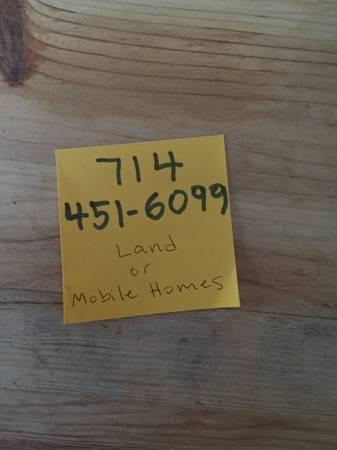 714
451-6099
Land
or
Mobile Homes